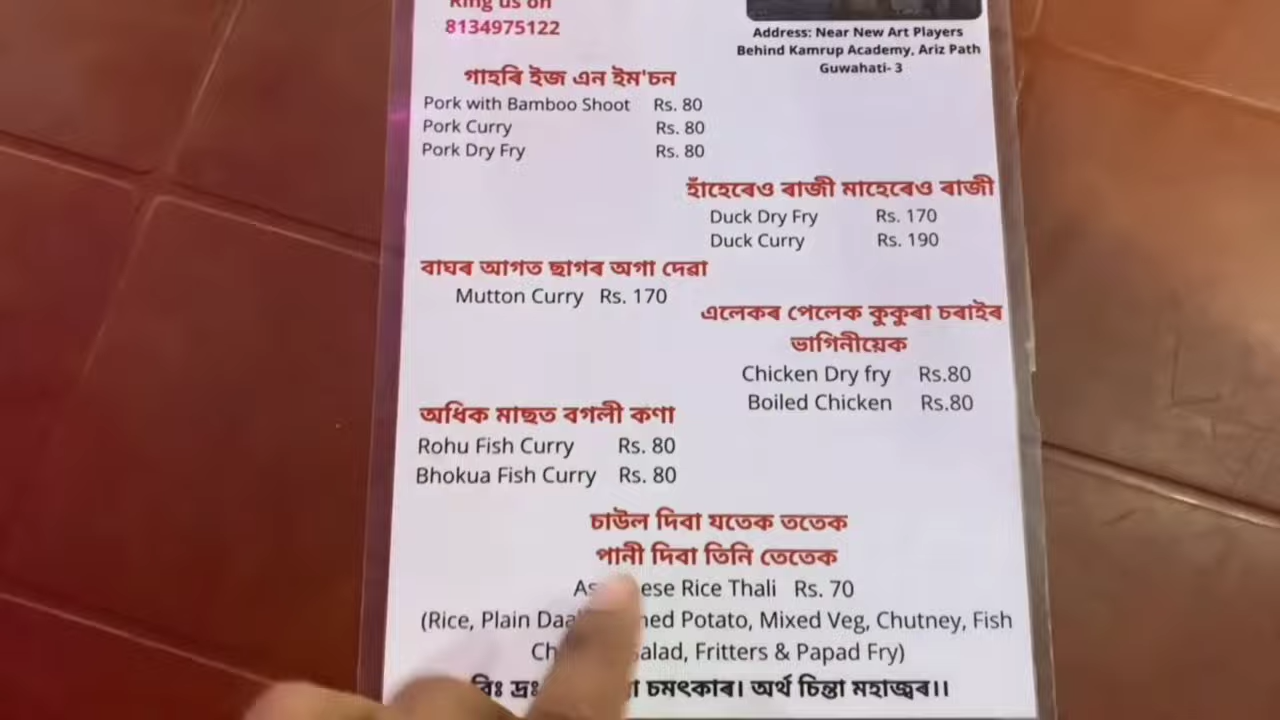 Ring us on
8134975122
Address: Near New Art Players
Behind Kamrup Academy, Ariz Path
Guwahati- 3
গাহৰি ইজ এন ইম'চন
Pork with Bamboo Shoot Rs. 80
Pork Curry Rs. 80
Pork Dry Fry Rs. 80
হাঁহেৰেও ৰাজী মাহেৰেও ৰাজী
Duck Dry Fry Rs. 170
Duck Curry Rs. 190
বাঘৰ আগত ছাগৰ অগা দেৱা
Mutton Curry Rs. 170
এলেকৰ পেলেক কুকুৰা চৰাইৰ
ভাগিনীয়েক
Chicken Dry fry Rs.80
Boiled Chicken Rs.80
অধিক মাছত বগলী কণা
Rohu Fish Curry Rs. 80
Bhokua Fish Curry Rs. 80
চাউল দিবা যতেক ততেক
পানী দিবা তিনি তেতেক
Rice Thali Rs. 70
(Rice, Plain Potato, Mixed Veg, Chutney, Fish
Fritters & Papad Fry)
চমৎকাৰ। অৰ্থ চিন্তা মহাজ্বৰ।।